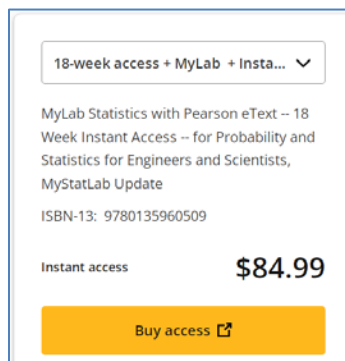 18-week access + MyLab + Insta...
MyLab Statistics with Pearson eText -- 18
Week Instant Access -- for Probability and
Statistics for Engineers and Scientists,
MyStatLab Update
ISBN-13: 9780135960509
Instant access $84.99
Buy access